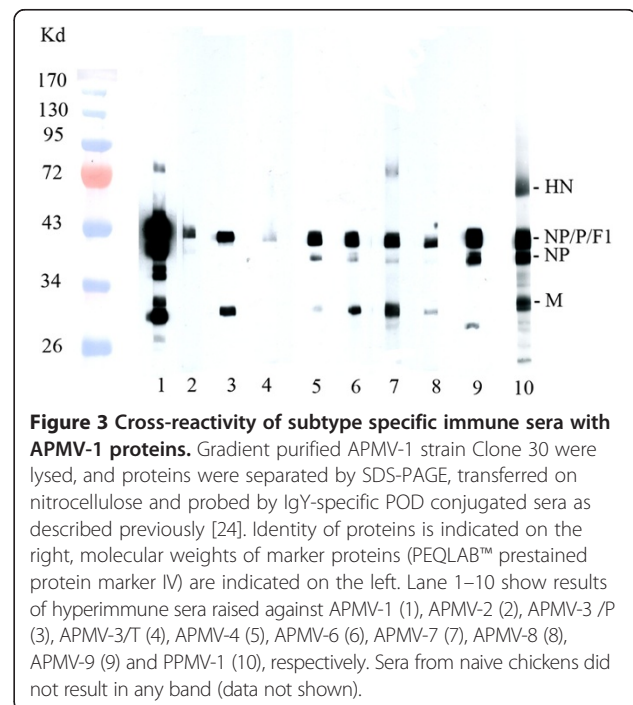 Kd
170
130
95
72
43
34
26
- HN
- NP/P/F1
- NP
- M
1 2 3 4 5 6 7 8 9 10
Figure 3 Cross-reactivity of subtype specific immune sera with
APMV-1 proteins. Gradient purified APMV-1 strain Clone 30 were
lysed, and proteins were separated by SDS-PAGE, transferred on
nitrocellulose and probed by IgY-specific POD conjugated sera as
described previously [24]. Identity of proteins is indicated on the
right, molecular weights of marker proteins (PEQLAB™ prestained
protein marker IV) are indicated on the left. Lane 1–10 show results
of hyperimmune sera raised against APMV-1 (1), APMV-2 (2), APMV-3 /P
(3), APMV-3/T (4), APMV-4 (5), APMV-6 (6), APMV-7 (7), APMV-8 (8),
APMV-9 (9) and PPMV-1 (10), respectively. Sera from naive chickens did
not result in any band (data not shown).